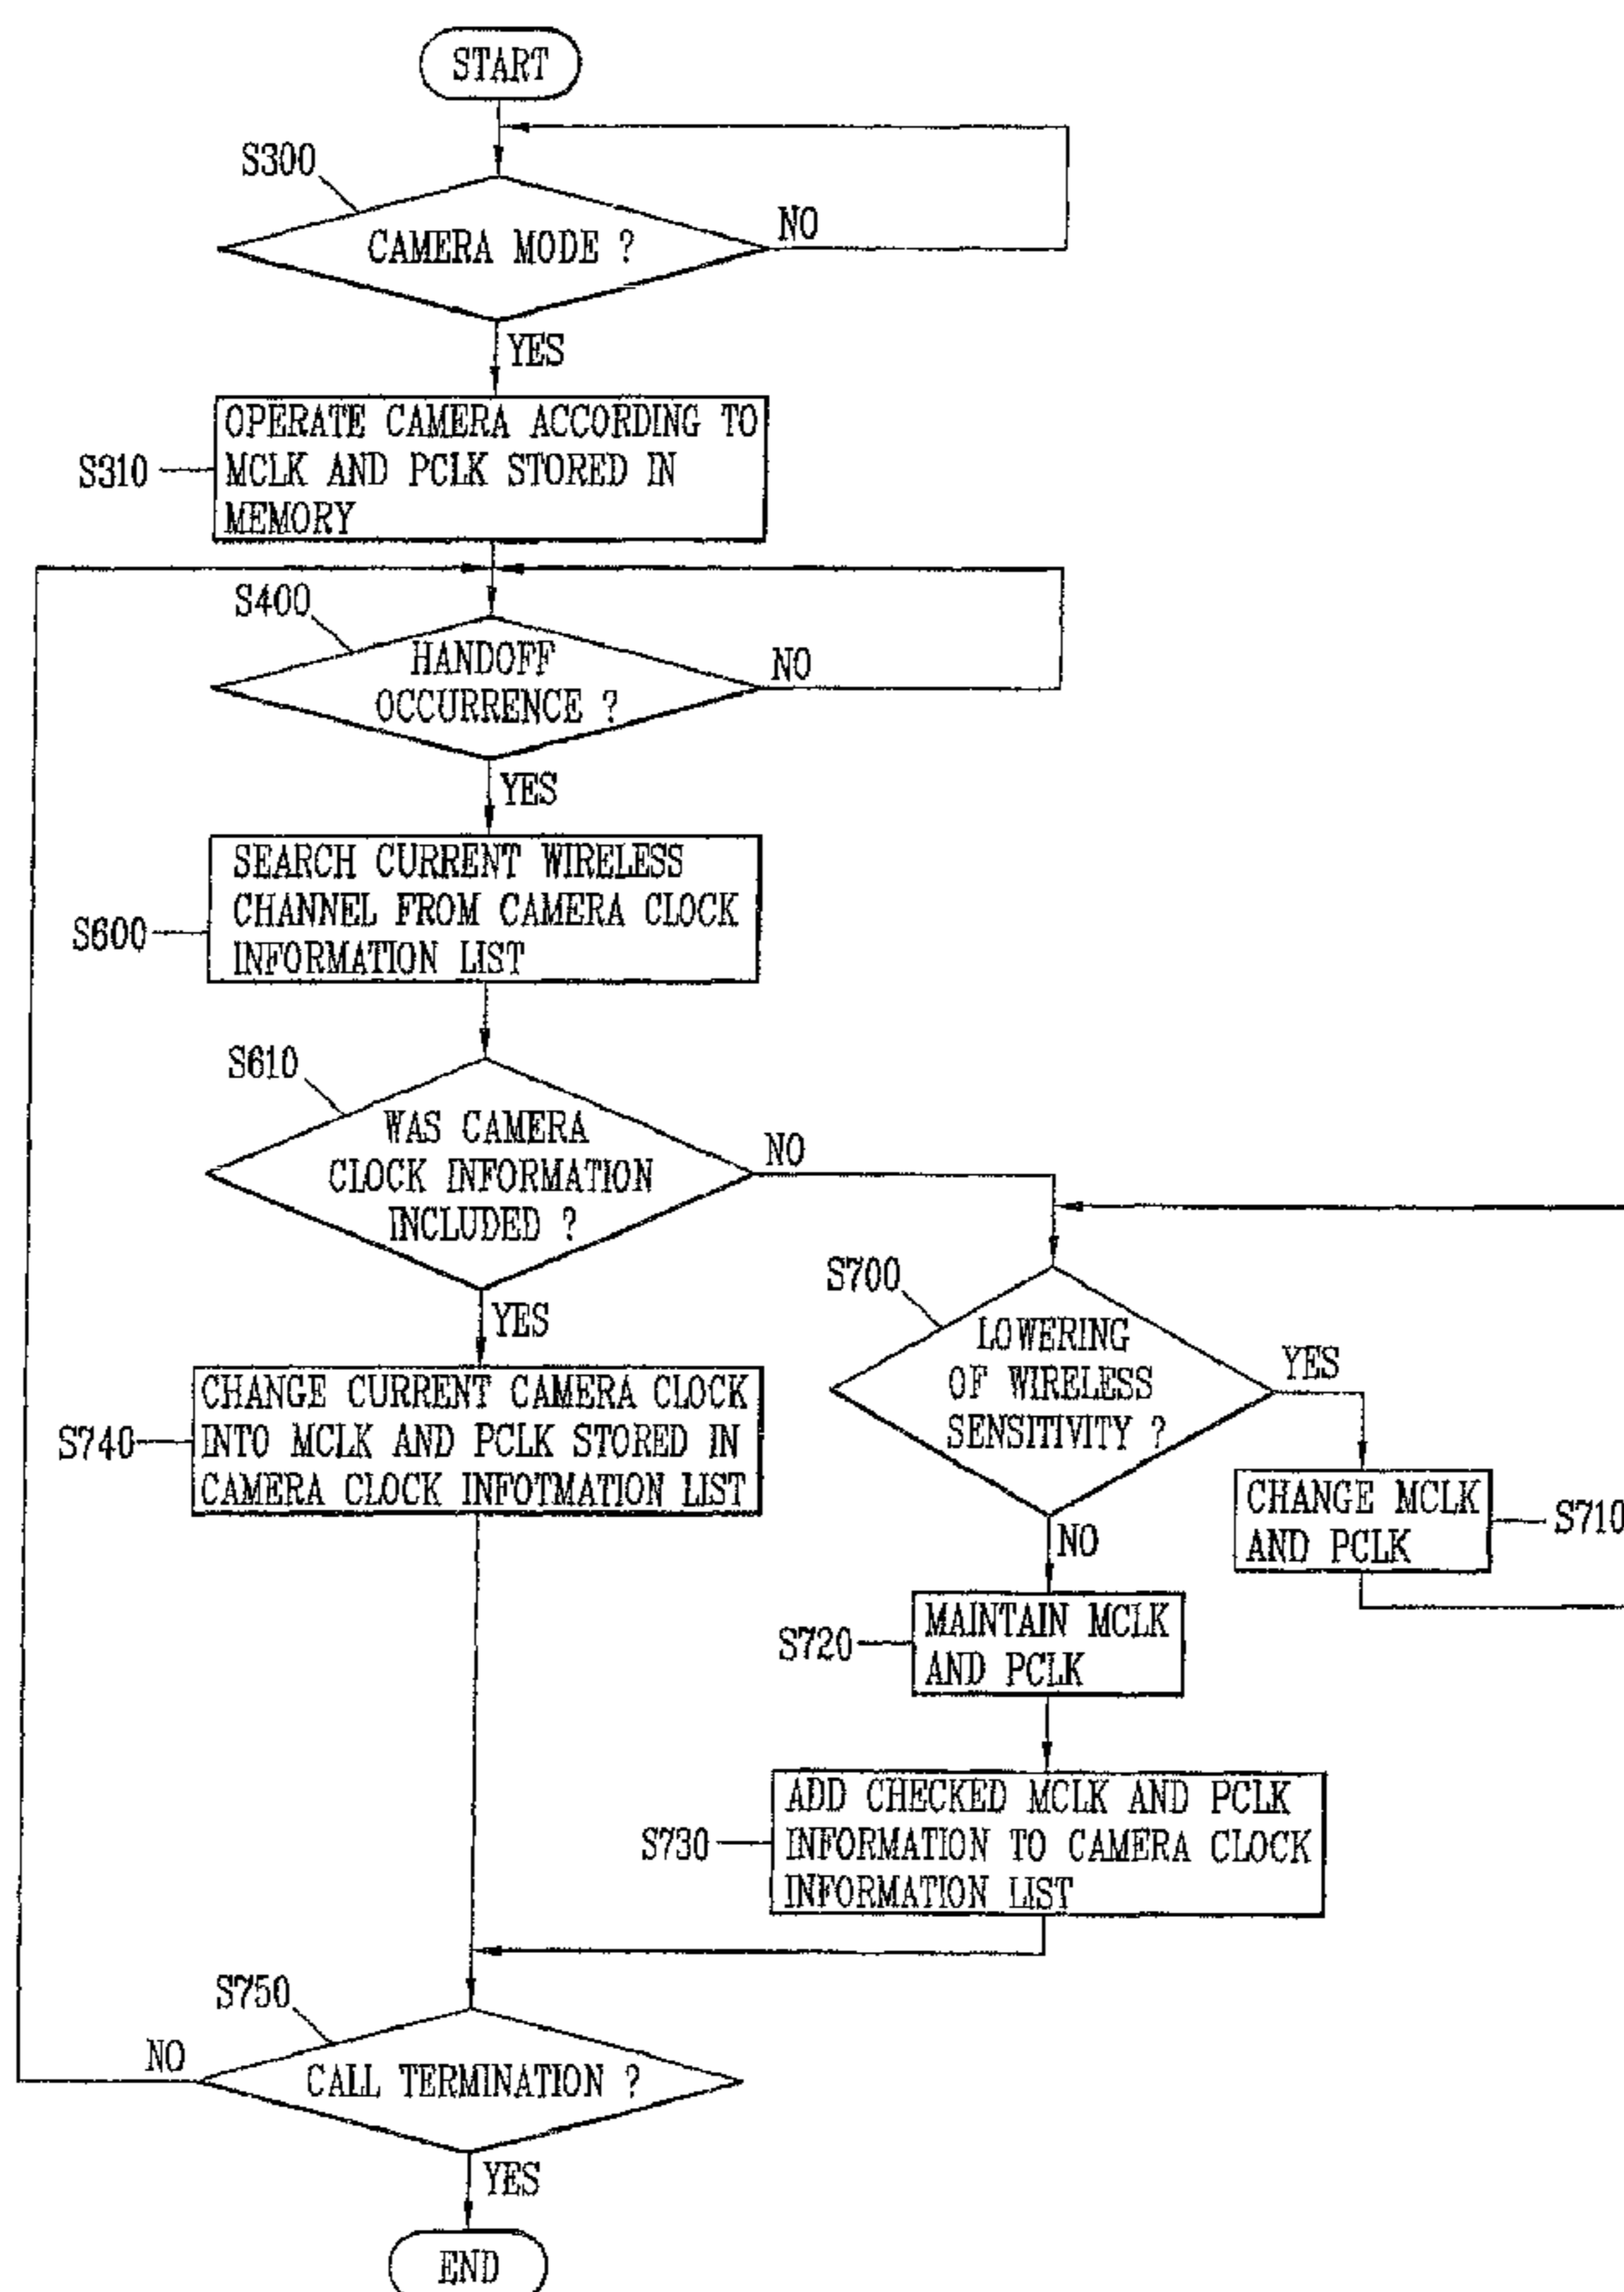 START
S300
CAMERA MODE ?
NO
YES
S310
OPERATE CAMERA ACCORDING TO
MCLK AND PCLK STORED IN
MEMORY
S400
HANDOFF
OCCURRENCE ?
NO
YES
S600
SEARCH CURRENT WIRELESS
CHANNEL FROM CAMERA CLOCK
INFORMATION LIST
S610
WAS CAMERA
CLOCK INFORMATION
INCLUDED ?
NO
YES
S700
LOWERING
OF WIRELESS
SENSITIVITY ?
YES
NO
S740
CHANGE CURRENT CAMERA CLOCK
INTO MCLK AND PCLK STORED IN
CAMERA CLOCK INFOTMATION LIST
CHANGE MCLK
AND PCLK
S710
S720
MAINTAIN MCLK
AND PCLK
S730
ADD CHECKED MCLK AND PCLK
INFORMATION TO CAMERA CLOCK
INFORMATION LIST
S750
CALL TERMINATION ?
NO
YES
END